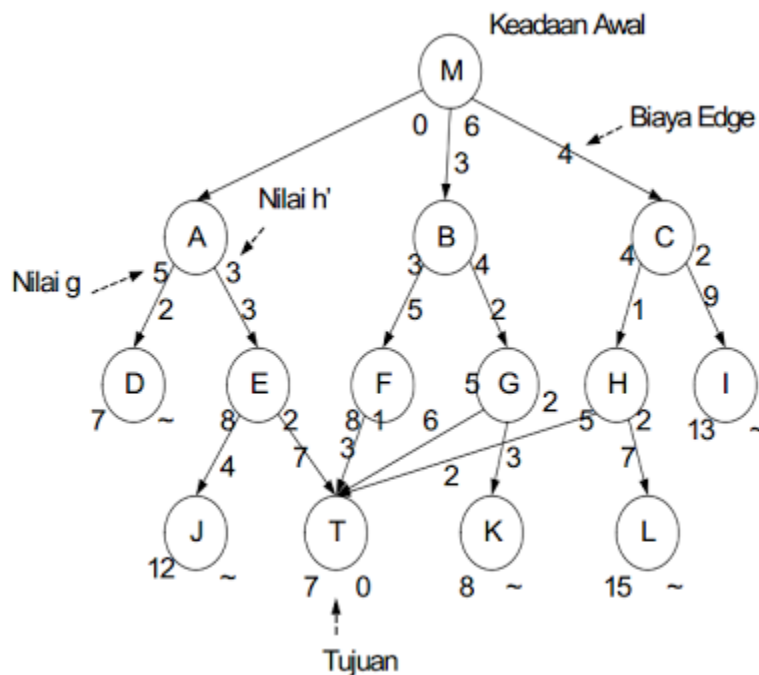 Keadaan Awal
M
0 6
Biaya Edge
3
4
Nilai h'
A
B
C
Nilai g
5 3
3 4
4 2
2
3
5
2
1
9
D
E
F
G
H
I
5 2
7 ~
8 2
8 1
5 2
13 ~
4
7
3
6
3
2
7
J
T
K
L
12 ~
7 0
8 ~
15 ~
Tujuan